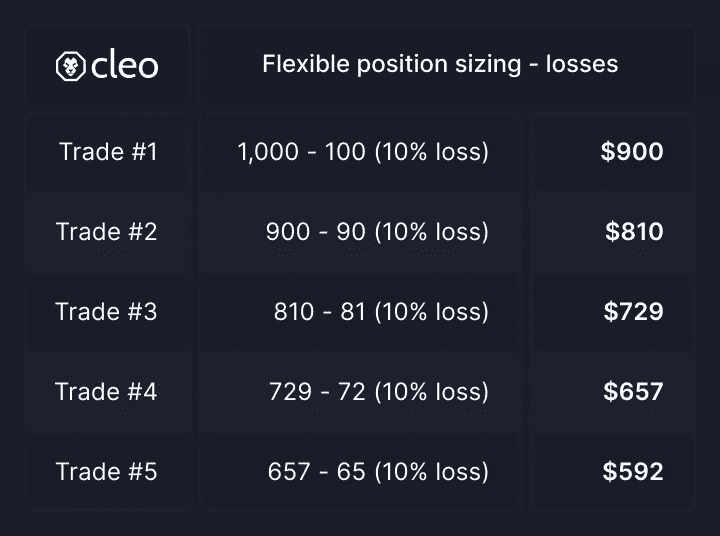 cleo Flexible position sizing - losses
Trade #1 1,000 - 100 (10% loss) $900
Trade #2 900 - 90 (10% loss) $810
Trade #3 810 - 81 (10% loss) $729
Trade #4 729 - 72 (10% loss) $657
Trade #5 657 - 65 (10% loss) $592